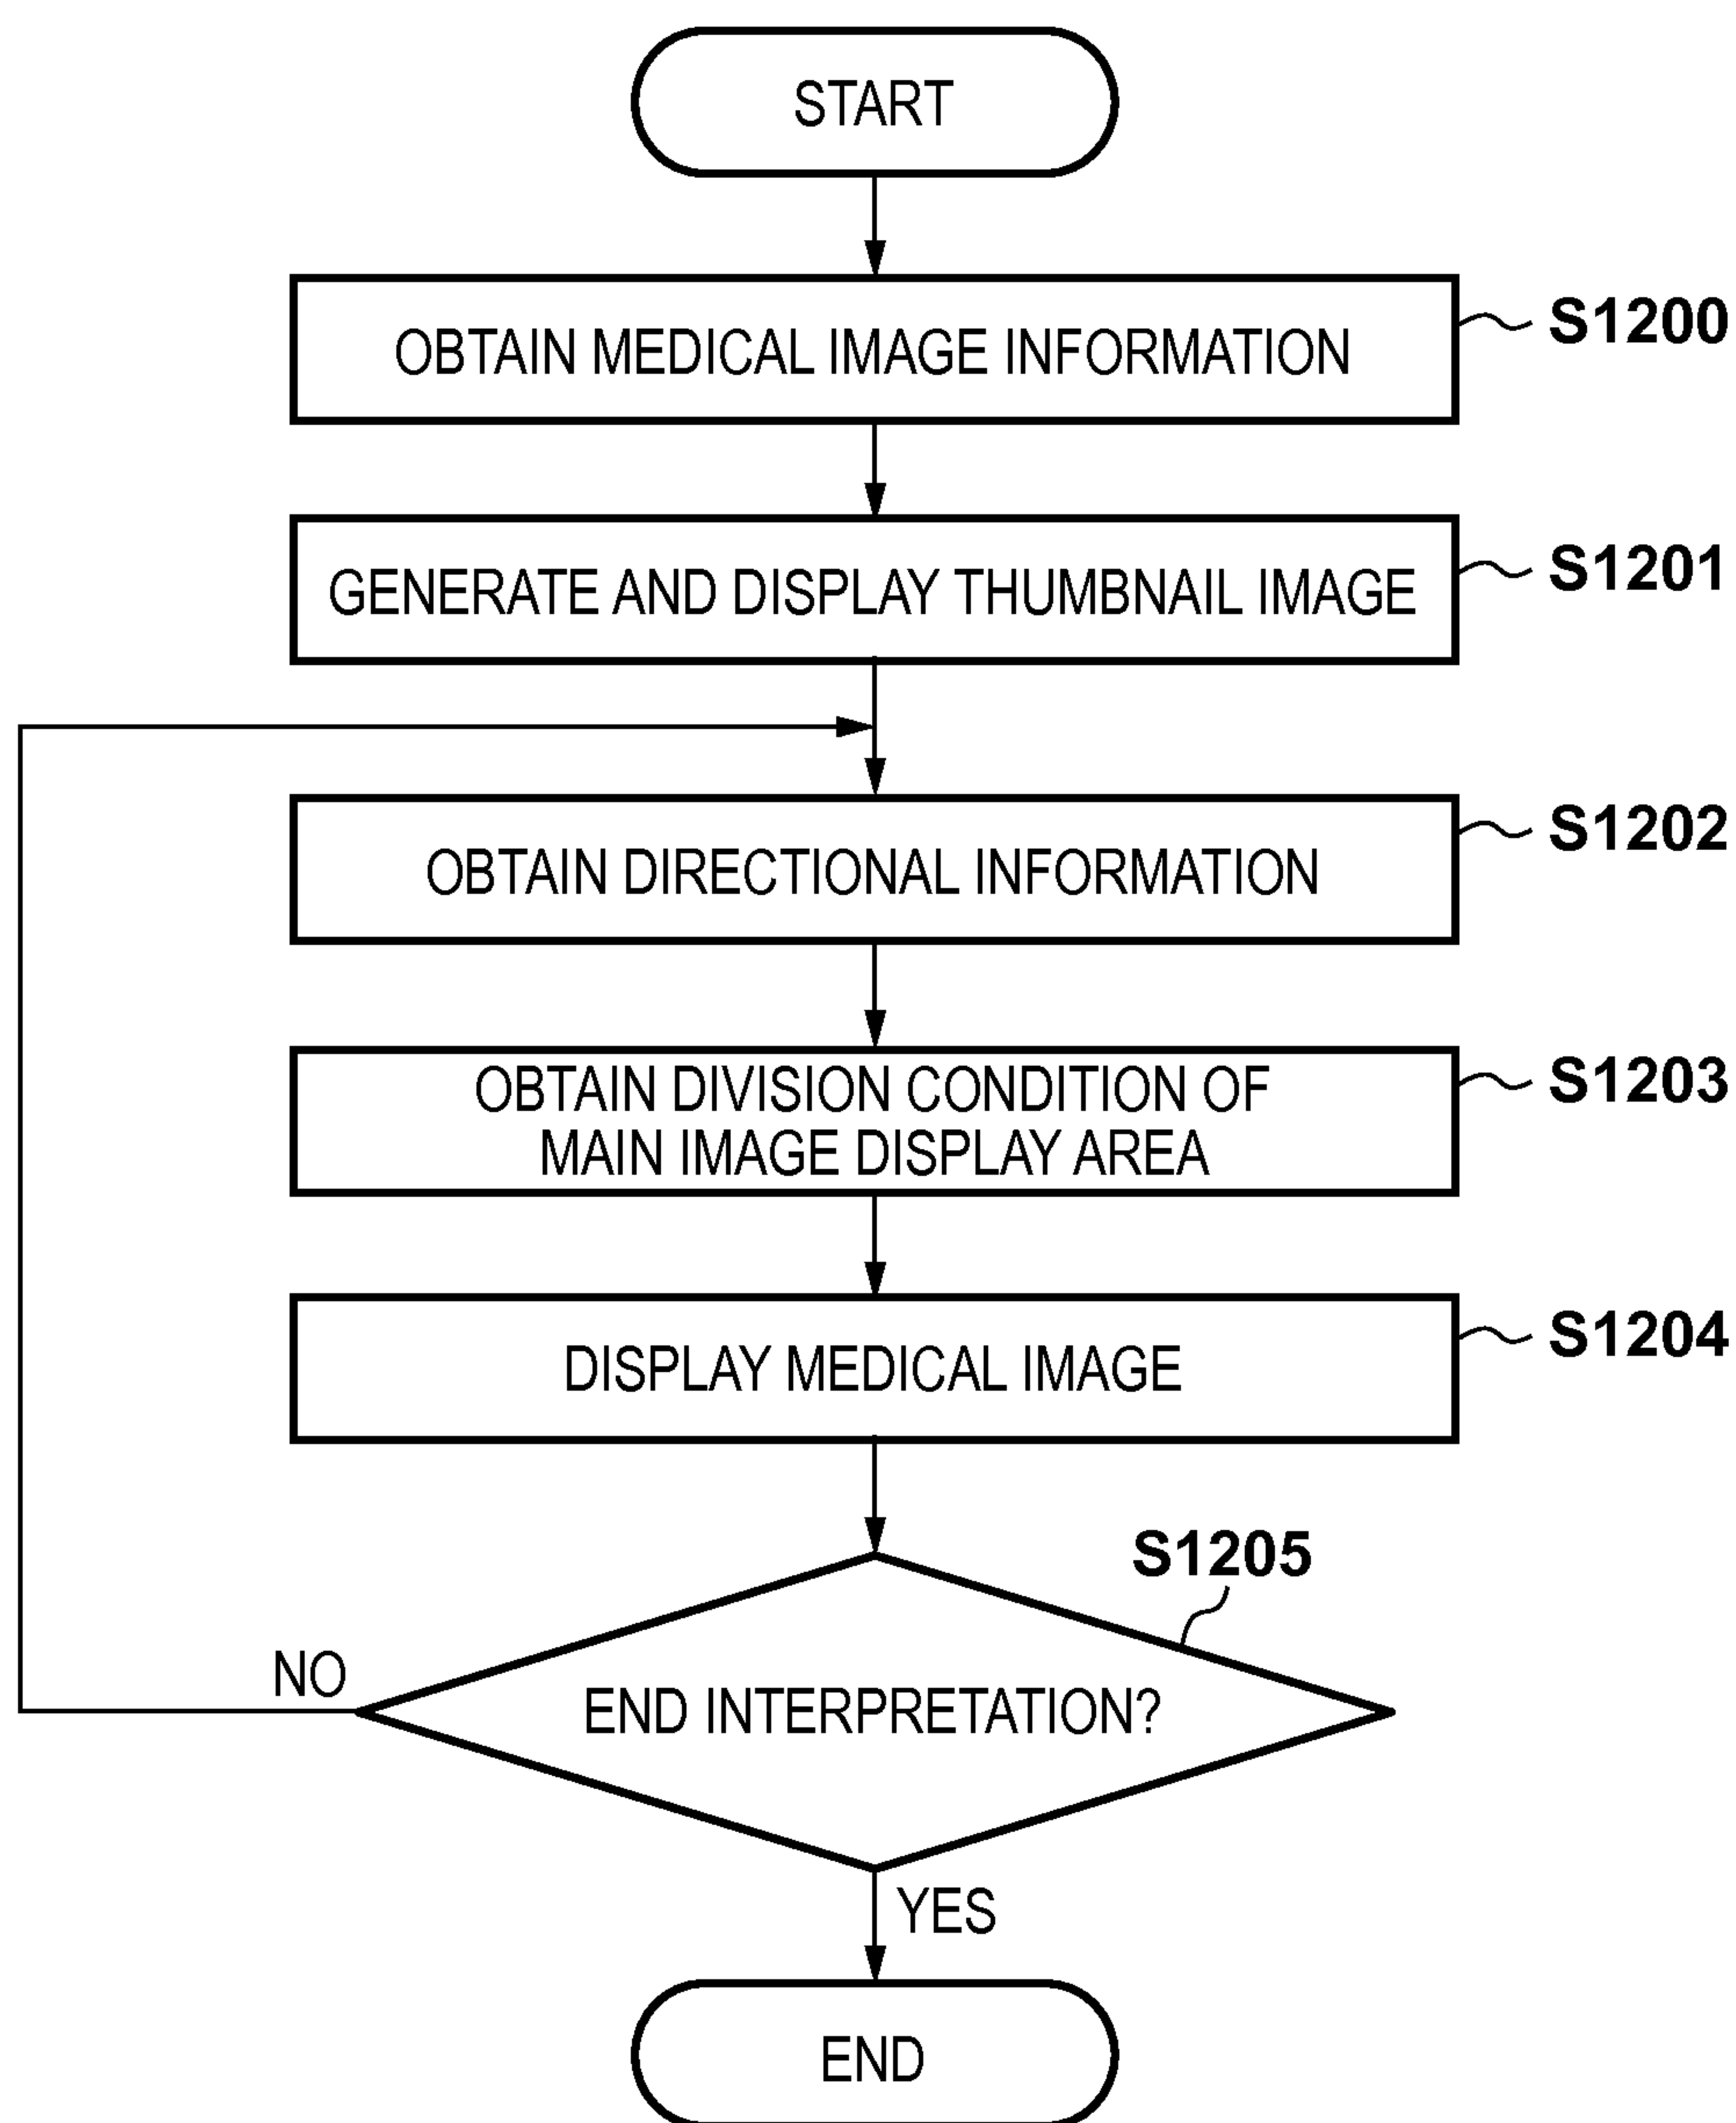 START
OBTAIN MEDICAL IMAGE INFORMATION
S1200
GENERATE AND DISPLAY THUMBNAIL IMAGE
S1201
OBTAIN DIRECTIONAL INFORMATION
S1202
OBTAIN DIVISION CONDITION OF
MAIN IMAGE DISPLAY AREA
S1203
DISPLAY MEDICAL IMAGE
S1204
S1205
END INTERPRETATION?
NO
YES
END